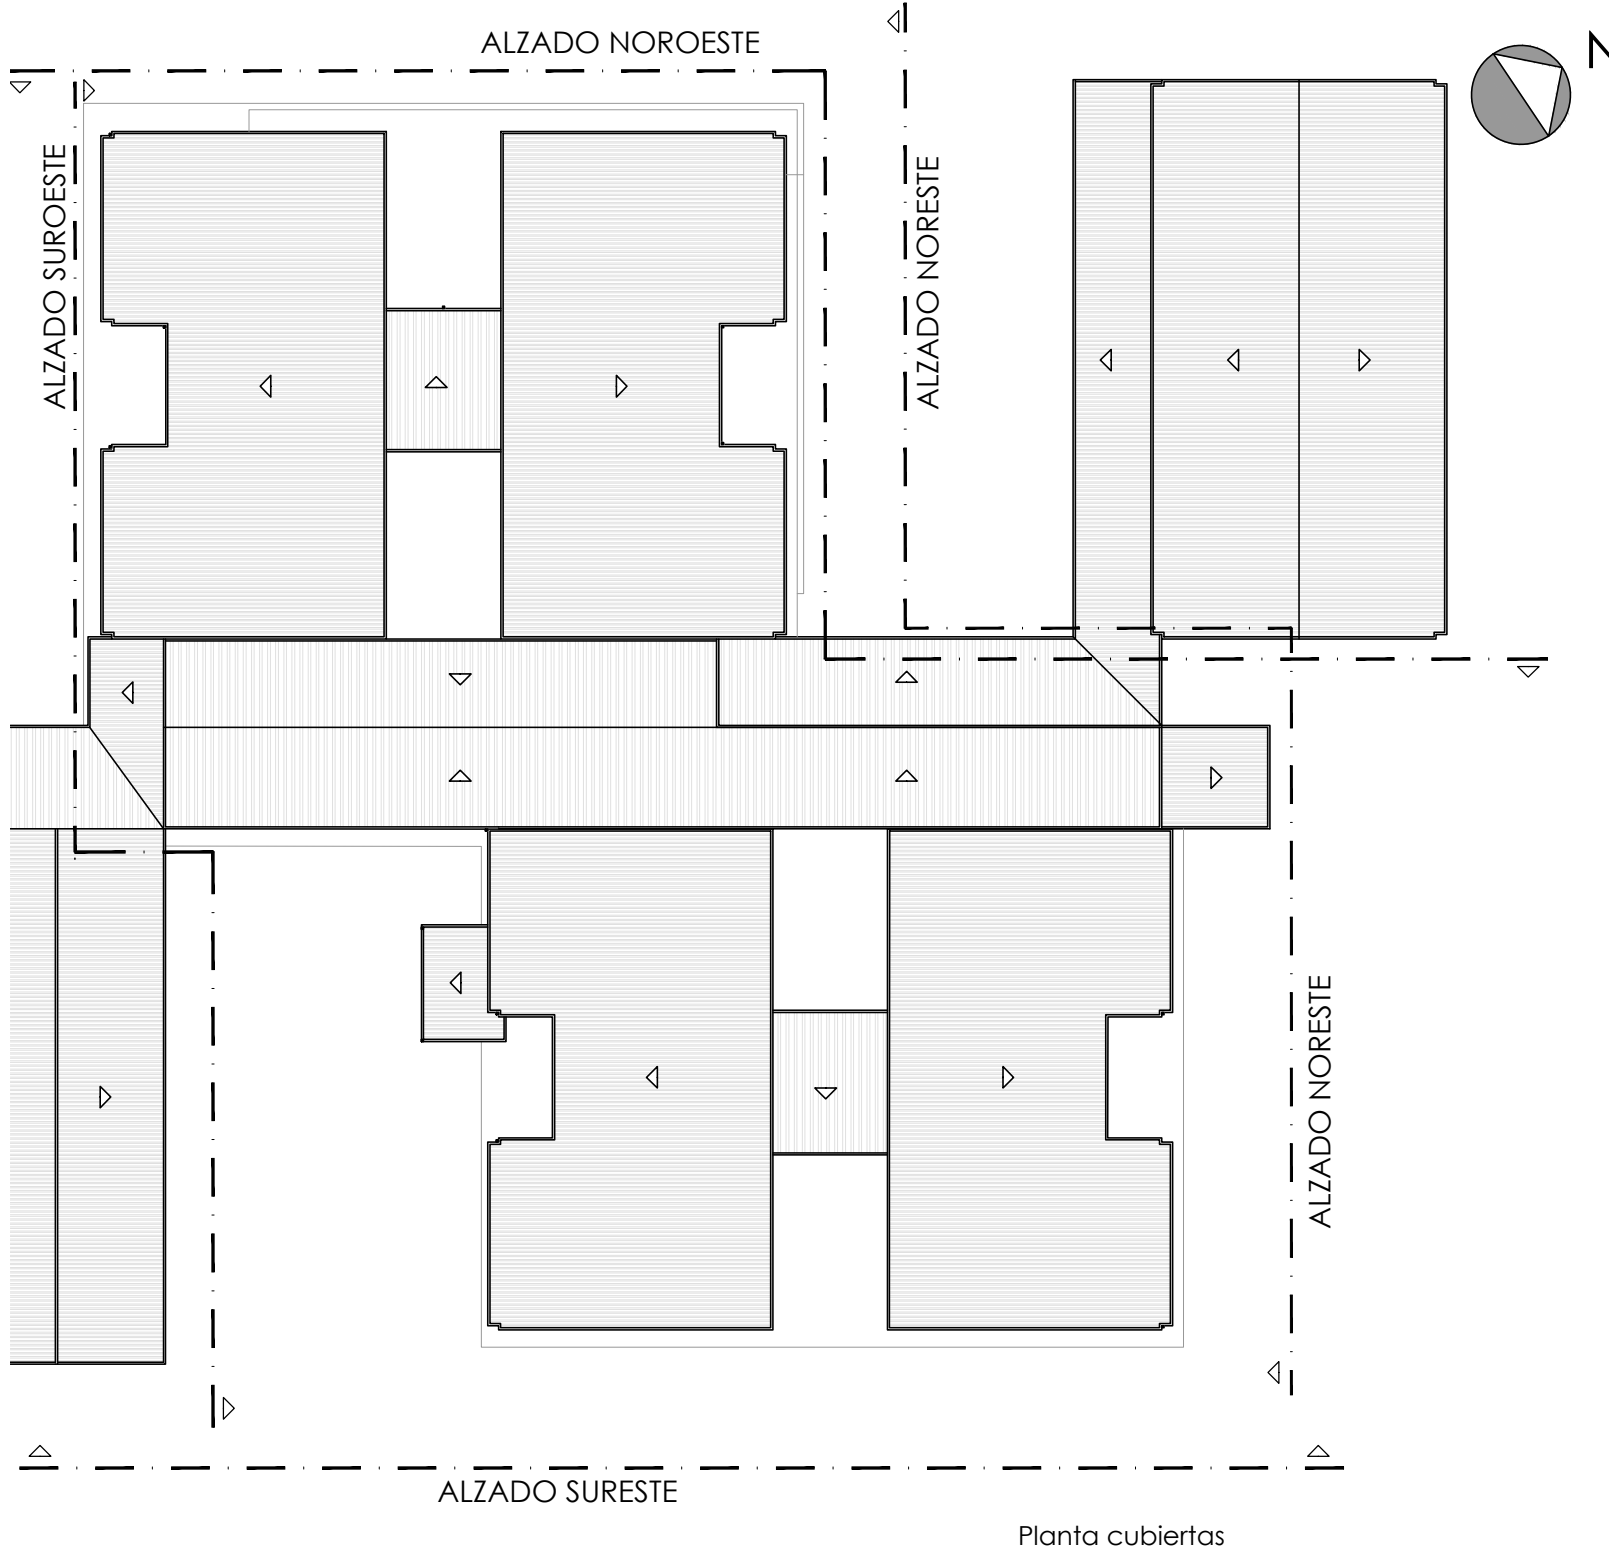 ALZADO NOROESTE
N
ALZADO SUROESTE
ALZADO NORESTE
ALZADO NORESTE
ALZADO SURESTE
Planta cubiertas